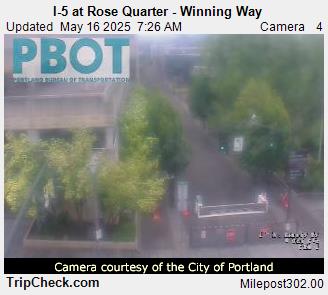 I-5 at Rose Quarter - Winning Way
Updated May 16 2025 7:26 AM Camera 4
PBOT
PORTLAND BUREAU OF TRANSPORTATION
Camera courtesy of the City of Portland
TripCheck.com Milepost302.00